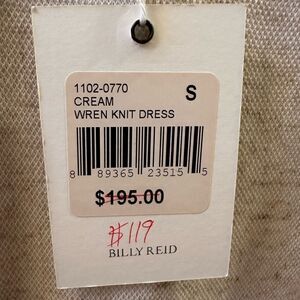 1102-0770
CREAM S
WREN KNIT DRESS
8 89365 23515 5
$195.00
$119
BILLY REID